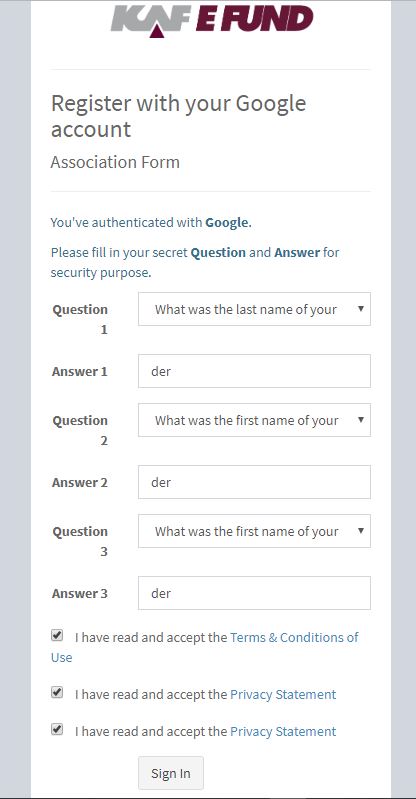 KAF E FUND
Register with your Google
account
Association Form
You've authenticated with Google.
Please fill in your secret Question and Answer for
security purpose.
Question
1
What was the last name of your
Answer 1
der
Question
2
What was the first name of your
Answer 2
der
Question
3
What was the first name of your
Answer 3
der
I have read and accept the Terms & Conditions of
Use
I have read and accept the Privacy Statement
I have read and accept the Privacy Statement
Sign In